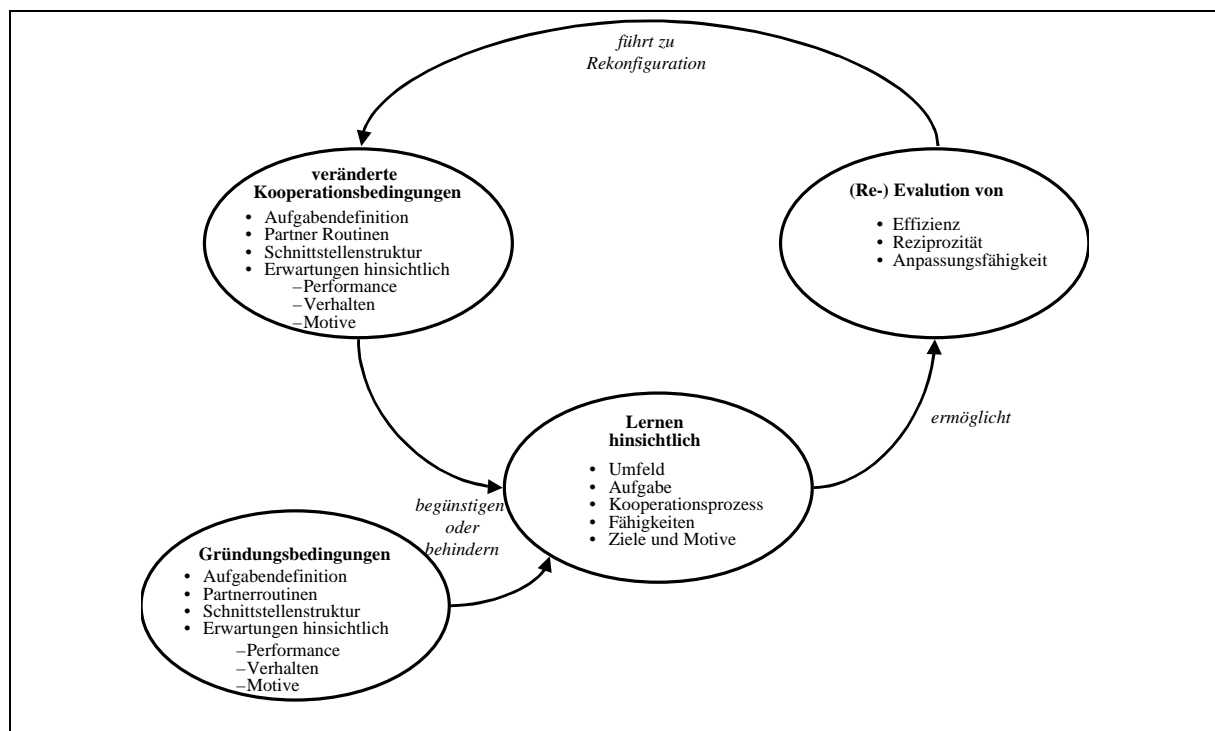 führt zu
Rekonfiguration
veränderte
Kooperationsbedingungen
• Aufgabendefinition
• Partner Routinen
• Schnittstellenstruktur
• Erwartungen hinsichtlich
–Performance
–Verhalten
–Motive
(Re-) Evalution von
• Effizienz
• Reziprozität
• Anpassungsfähigkeit
ermöglicht
Lernen
hinsichtlich
• Umfeld
• Aufgabe
• Kooperationsprozess
• Fähigkeiten
• Ziele und Motive
begünstigen
oder
behindern
Gründungsbedingungen
• Aufgabendefinition
• Partnerroutinen
• Schnittstellenstruktur
• Erwartungen hinsichtlich
–Performance
–Verhalten
–Motive